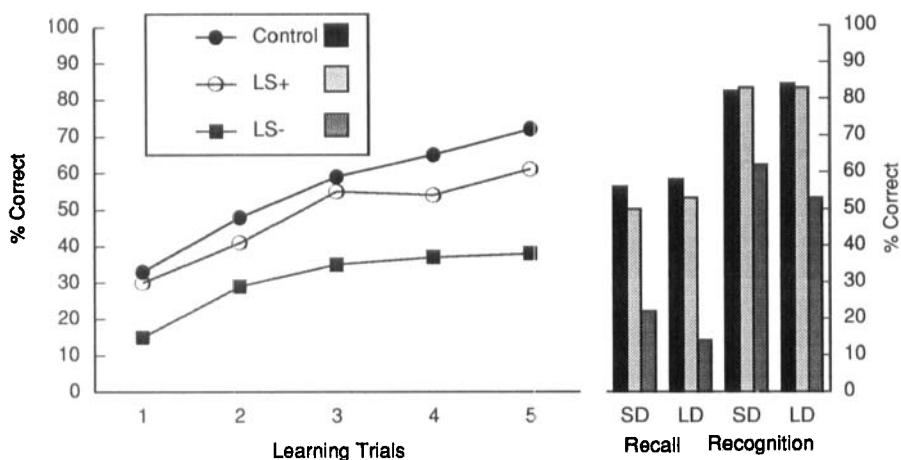 100
90
80
70
60
50
40
30
20
10
0
% Correct
Control
LS+
LS-
1 2 3 4 5
Learning Trials
100
90
80
70
60
50
40
30
20
10
0
% Correct
SD LD SD LD
Recall Recognition